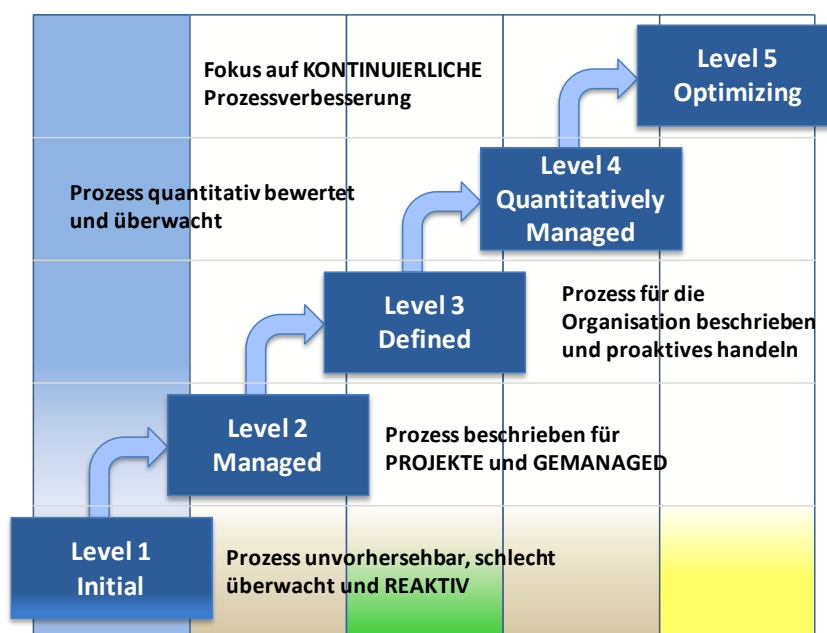 Fokus auf KONTINUIERLICHE
Prozessverbesserung
Level 5
Optimizing
Prozess quantitativ bewertet
und überwacht
Level 4
Quantitatively
Managed
Level 3
Defined
Prozess für die
Organisation beschrieben
und proaktives handeln
Level 2
Managed
Prozess beschrieben für
PROJEKTE und GEMANAGED
Level 1
Initial
Prozess unvorhersehbar, schlecht
überwacht und REAKTIV